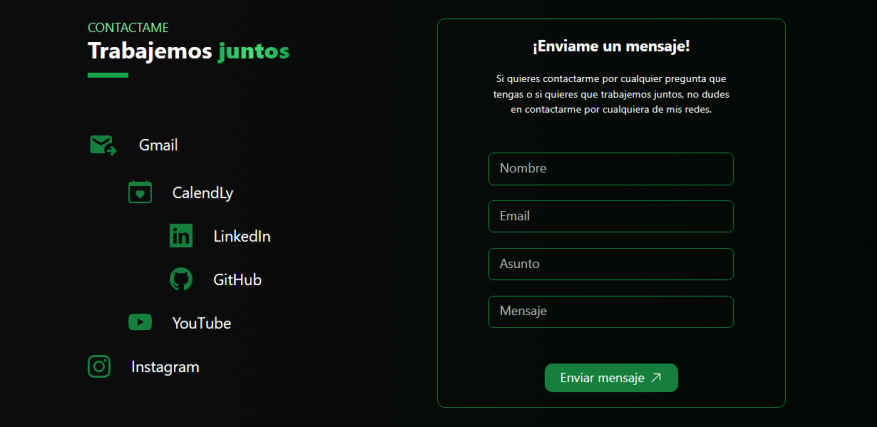 CONTACTAME
Trabajemos juntos
Gmail
CalendLy
LinkedIn
GitHub
YouTube
Instagram
¡Enviame un mensaje!
Si quieres contactarme por cualquier pregunta que
tengas o si quieres que trabajemos juntos, no dudes
en contactarme por cualquiera de mis redes.
Nombre
Email
Asunto
Mensaje
Enviar mensaje